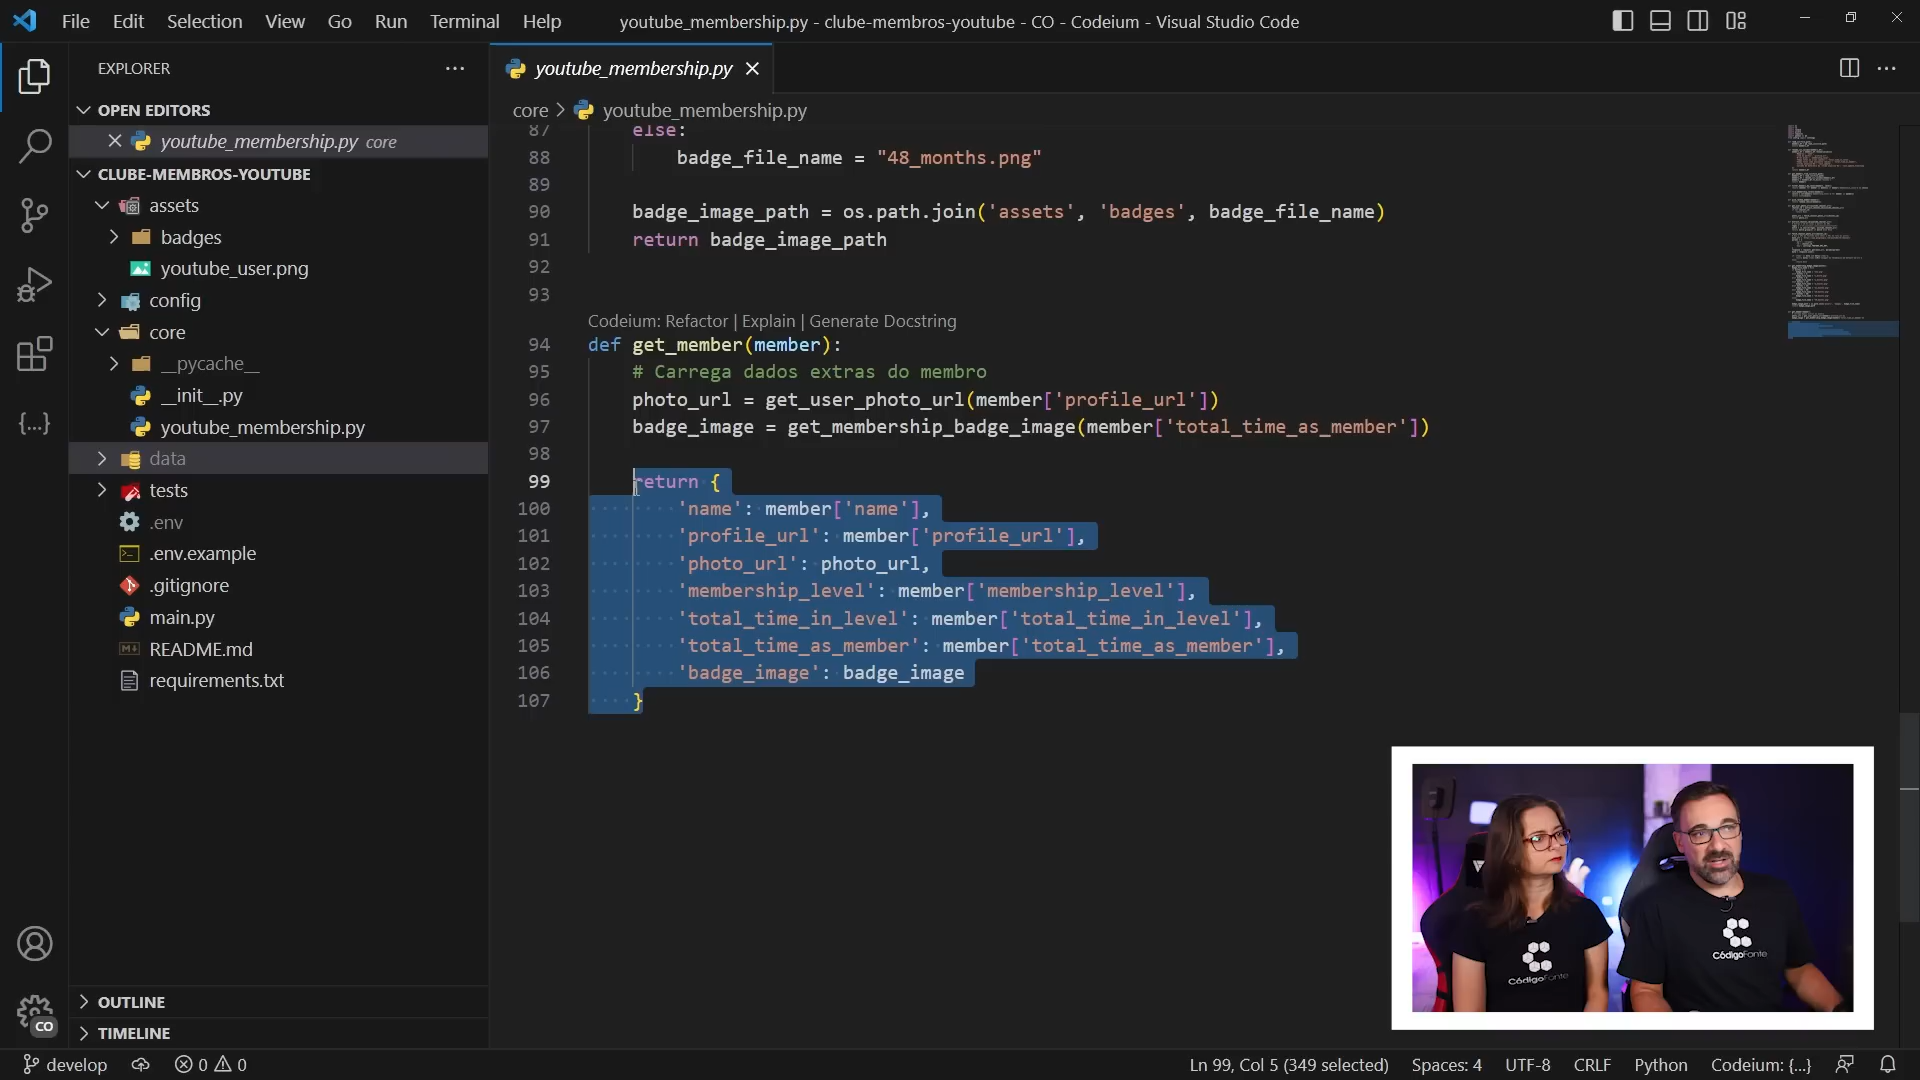 File Edit Selection View Go Run Terminal Help
youtube_membership.py - clube-membros-youtube - CO - Codeium - Visual Studio Code
EXPLORER
OPEN EDITORS
youtube_membership.py core
CLUBE-MEMBROS-YOUTUBE
assets
badges
youtube_user.png
config
core
__pycache__
__init__.py
youtube_membership.py
data
tests
.env
.env.example
.gitignore
main.py
README.md
requirements.txt
OUTLINE
TIMELINE
CO
youtube_membership.py
core > youtube_membership.py
87 else:
88 badge_file_name = "48_months.png"
89
90 badge_image_path = os.path.join('assets', 'badges', badge_file_name)
91 return badge_image_path
92
93
Codeium: Refactor | Explain | Generate Docstring
94 def get_member(member):
95 # Carrega dados extras do membro
96 photo_url = get_user_photo_url(member['profile_url'])
97 badge_image = get_membership_badge_image(member['total_time_as_member'])
98
99 return {
100 'name': member['name'],
101 'profile_url': member['profile_url'],
102 'photo_url': photo_url,
103 'membership_level': member['membership_level'],
104 'total_time_in_level': member['total_time_in_level'],
105 'total_time_as_member': member['total_time_as_member'],
106 'badge_image': badge_image
107 }
CódigoFonte
CódigoFonte
develop 0 0
Ln 99, Col 5 (349 selected) Spaces: 4 UTF-8 CRLF Python Codeium: {...}